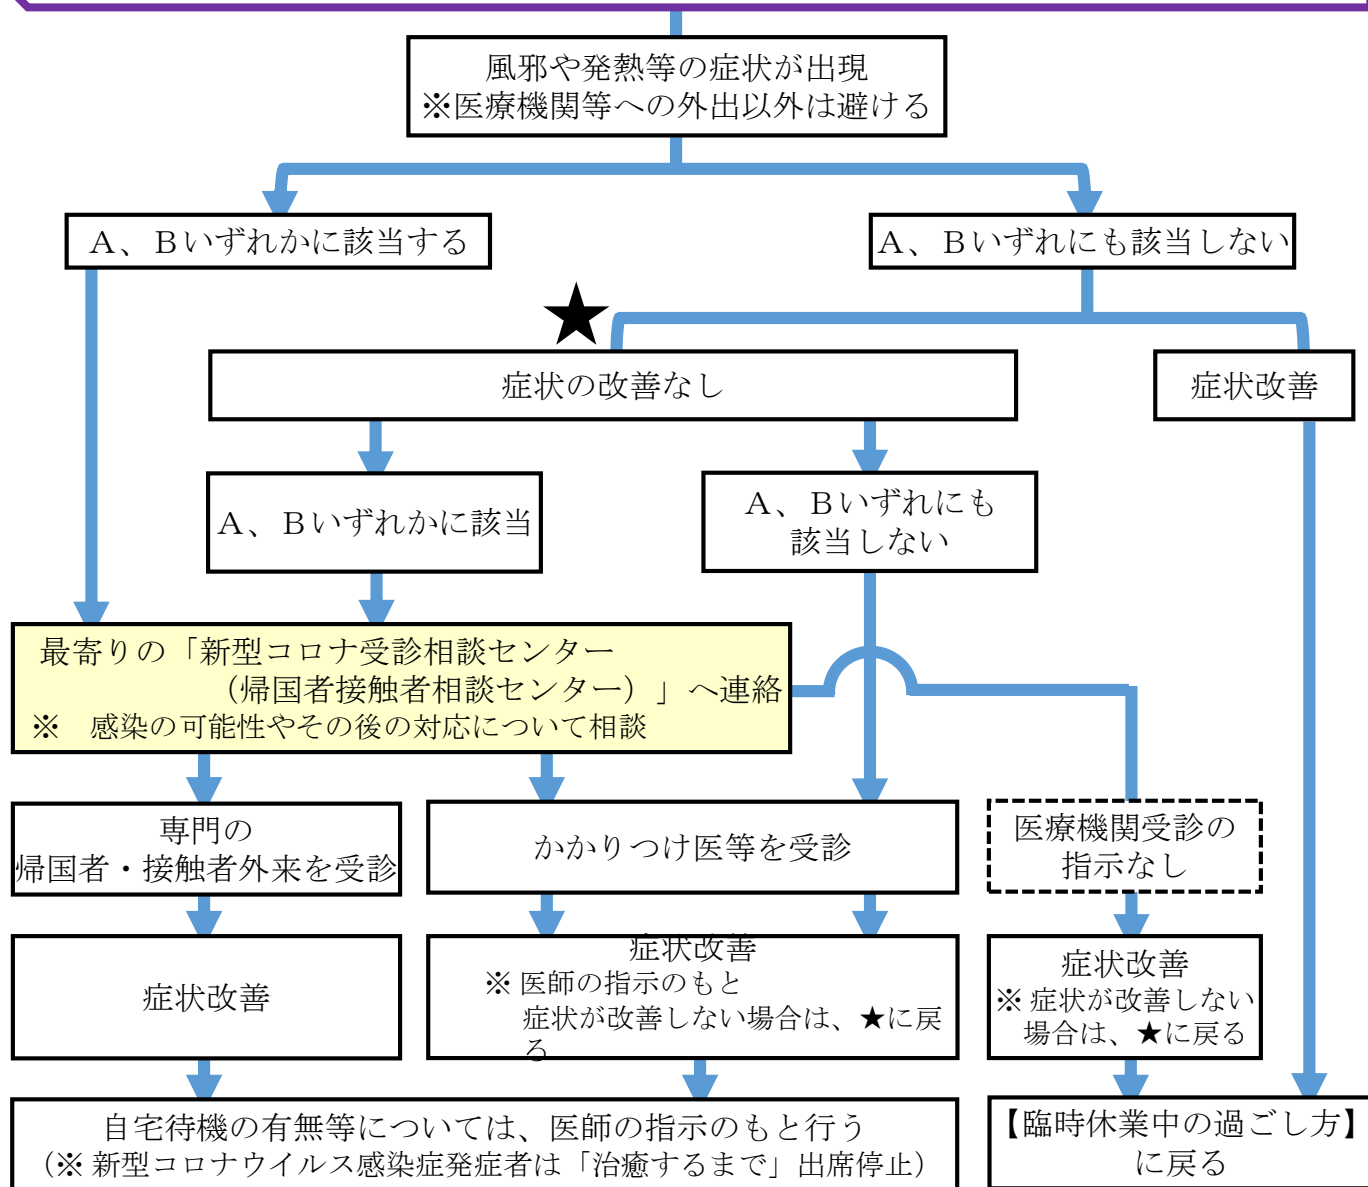 風邪や発熱等の症状が出現
※医療機関等への外出以外は避ける
A、Bいずれかに該当する
A、Bいずれにも該当しない
★
症状の改善なし
症状改善
A、Bいずれかに該当
A、Bいずれにも
該当しない
最寄りの「新型コロナ受診相談センター
（帰国者接触者相談センター）」へ連絡
※　感染の可能性やその後の対応について相談
専門の
帰国者・接触者外来を受診
かかりつけ医等を受診
医療機関受診の
指示なし
症状改善
症状改善
※ 医師の指示のもと
症状が改善しない場合は、★に戻
る
症状改善
※ 症状が改善しない
場合は、★に戻る
自宅待機の有無等については、医師の指示のもと行う
（※ 新型コロナウイルス感染症発症者は「治癒するまで」出席停止）
【臨時休業中の過ごし方】
に戻る